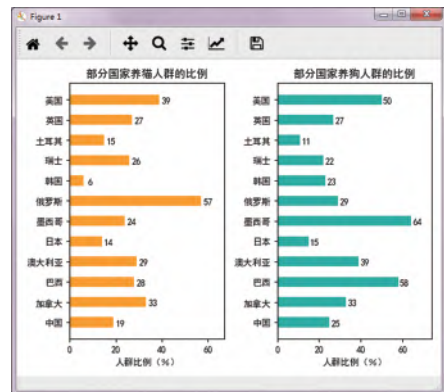 Figure 1
部分国家养猫人群的比例
美国 39
英国 27
土耳其 15
瑞士 26
韩国 6
俄罗斯 57
墨西哥 24
日本 14
澳大利亚 29
巴西 28
加拿大 33
中国 19
0 20 40 60
人群比例（%）
部分国家养狗人群的比例
美国 50
英国 27
土耳其 11
瑞士 22
韩国 23
俄罗斯 29
墨西哥 64
日本 15
澳大利亚 39
巴西 58
加拿大 33
中国 25
0 20 40 60
人群比例（%）